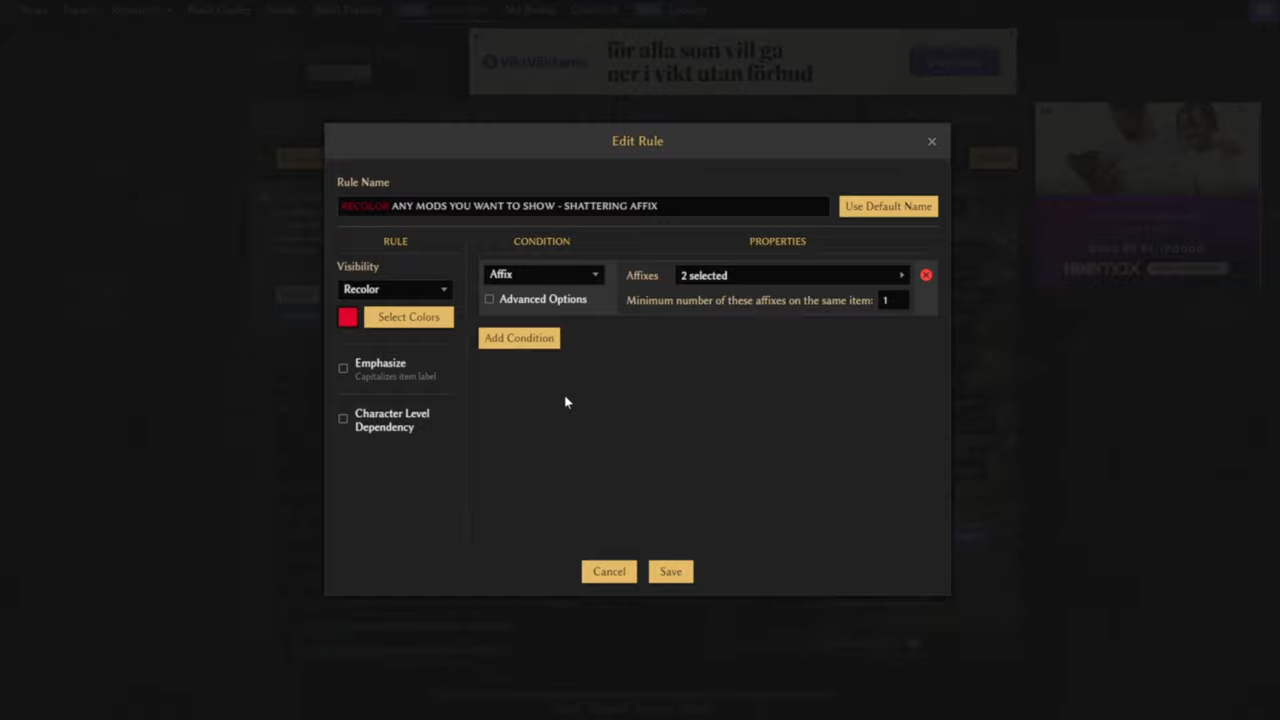 för alla som vill gå
ner i vikt utan förbud
ViktVäktarna
Edit Rule
Rule Name
RECOLOR ANY MODS YOU WANT TO SHOW - SHATTERING AFFIX
Use Default Name
RULE
CONDITION
PROPERTIES
Visibility
Recolor
Select Colors
Emphasize
Capitalizes item label
Character Level
Dependency
Affix
Advanced Options
Affixes
2 selected
Minimum number of these affixes on the same item:
1
Add Condition
Cancel
Save